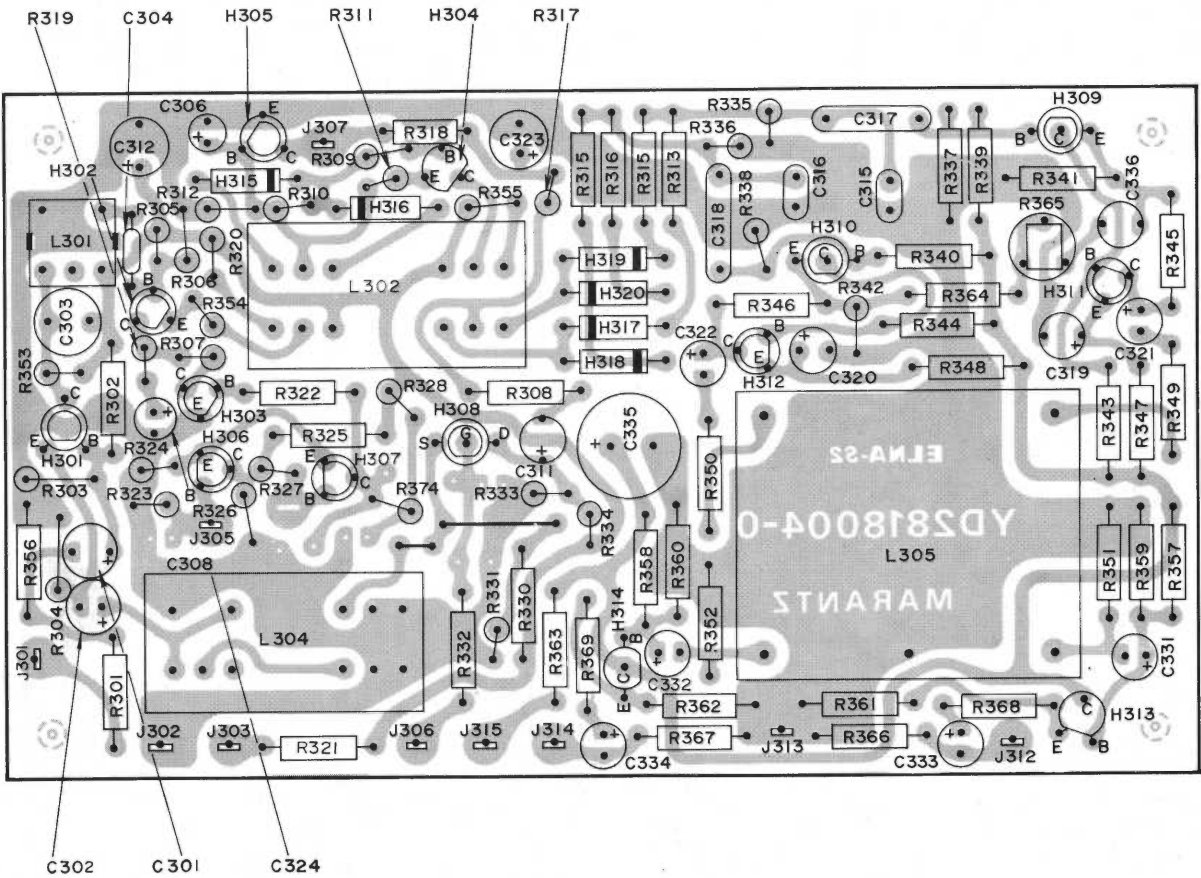 R319 C304 H305 R311 H304 R317
C306 E R335 H309
J307 R318 C323 R336 C317 B C E
C312 B C R309 B
H302 H315 E C R315 R316 R315 R313 R338 C316 C315 R337 R339 R341 C336
R312 R310 H316 R355 C318 R365
R305 H310 R345
L301 R320 E C B
R306 H319 R340 B C
L302 R342 H311
B R354 H320 R346 R364 E
C303 C E H317 R344
R307 C322 C B C321
R353 H318 E C320 C319
C B H312 R348
R302 R322 R328 R308
E H303 H308 R343 R347 R349
R324 H306 R325 S G D C335
E B C E H307 C311 R350 ELNA-S2
H301 E C
R303 B R327 B R374 R333
R323
R326 R334 YD2818004-0
R356 J305 R358 R360 L305 R351 R359 R357
C308 R331 R330 H314 MARANTZ
R304 L304 R332 R363 R369 B R352
J301 C C332 C331
R301 E R362 R361 R368 C H313
J302 J303 R321 J306 J315 J314 R367 J313 R366 E B
C334 C333 J312
C302 C301 C324